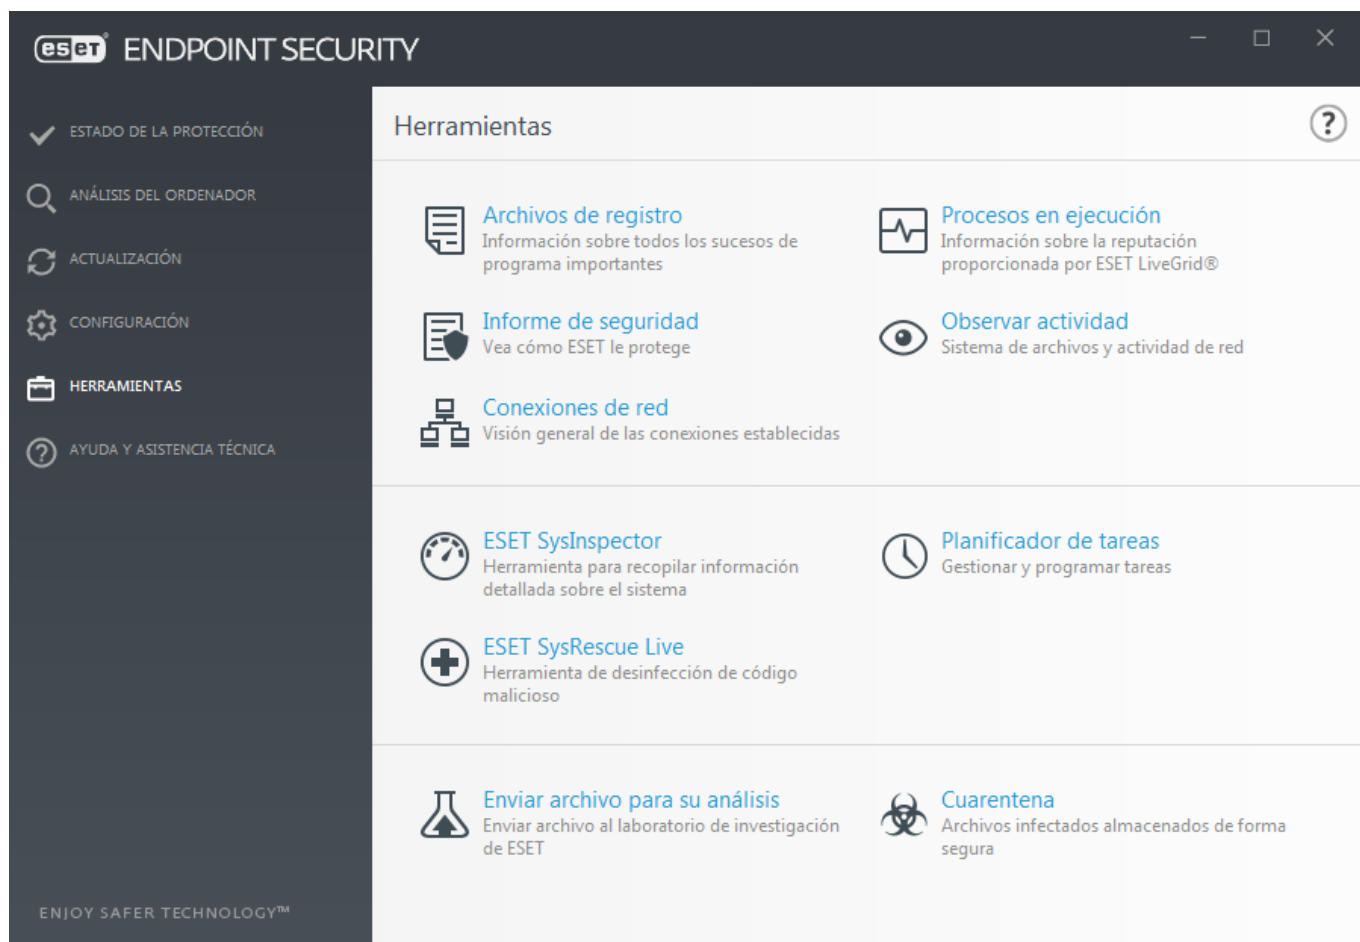 eset ENDPOINT SECURITY
ESTADO DE LA PROTECCIÓN
ANÁLISIS DEL ORDENADOR
ACTUALIZACIÓN
CONFIGURACIÓN
HERRAMIENTAS
AYUDA Y ASISTENCIA TÉCNICA
ENJOY SAFER TECHNOLOGY™
Herramientas
?
Archivos de registro
Información sobre todos los sucesos de
programa importantes
Procesos en ejecución
Información sobre la reputación
proporcionada por ESET LiveGrid®
Informe de seguridad
Vea cómo ESET le protege
Observar actividad
Sistema de archivos y actividad de red
Conexiones de red
Visión general de las conexiones establecidas
ESET SysInspector
Herramienta para recopilar información
detallada sobre el sistema
Planificador de tareas
Gestionar y programar tareas
ESET SysRescue Live
Herramienta de desinfección de código
malicioso
Enviar archivo para su análisis
Enviar archivo al laboratorio de investigación
de ESET
Cuarentena
Archivos infectados almacenados de forma
segura